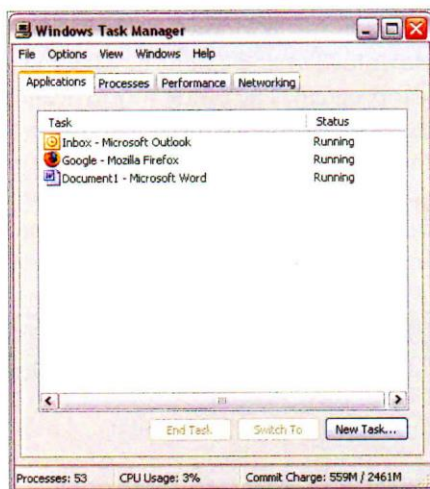 Windows Task Manager
File Options View Windows Help
Applications Processes Performance Networking
Task Status
Inbox - Microsoft Outlook Running
Google - Mozilla Firefox Running
Document1 - Microsoft Word Running
End Task Switch To New Task...
Processes: 53 CPU Usage: 3% Commit Charge: 559M / 2461M